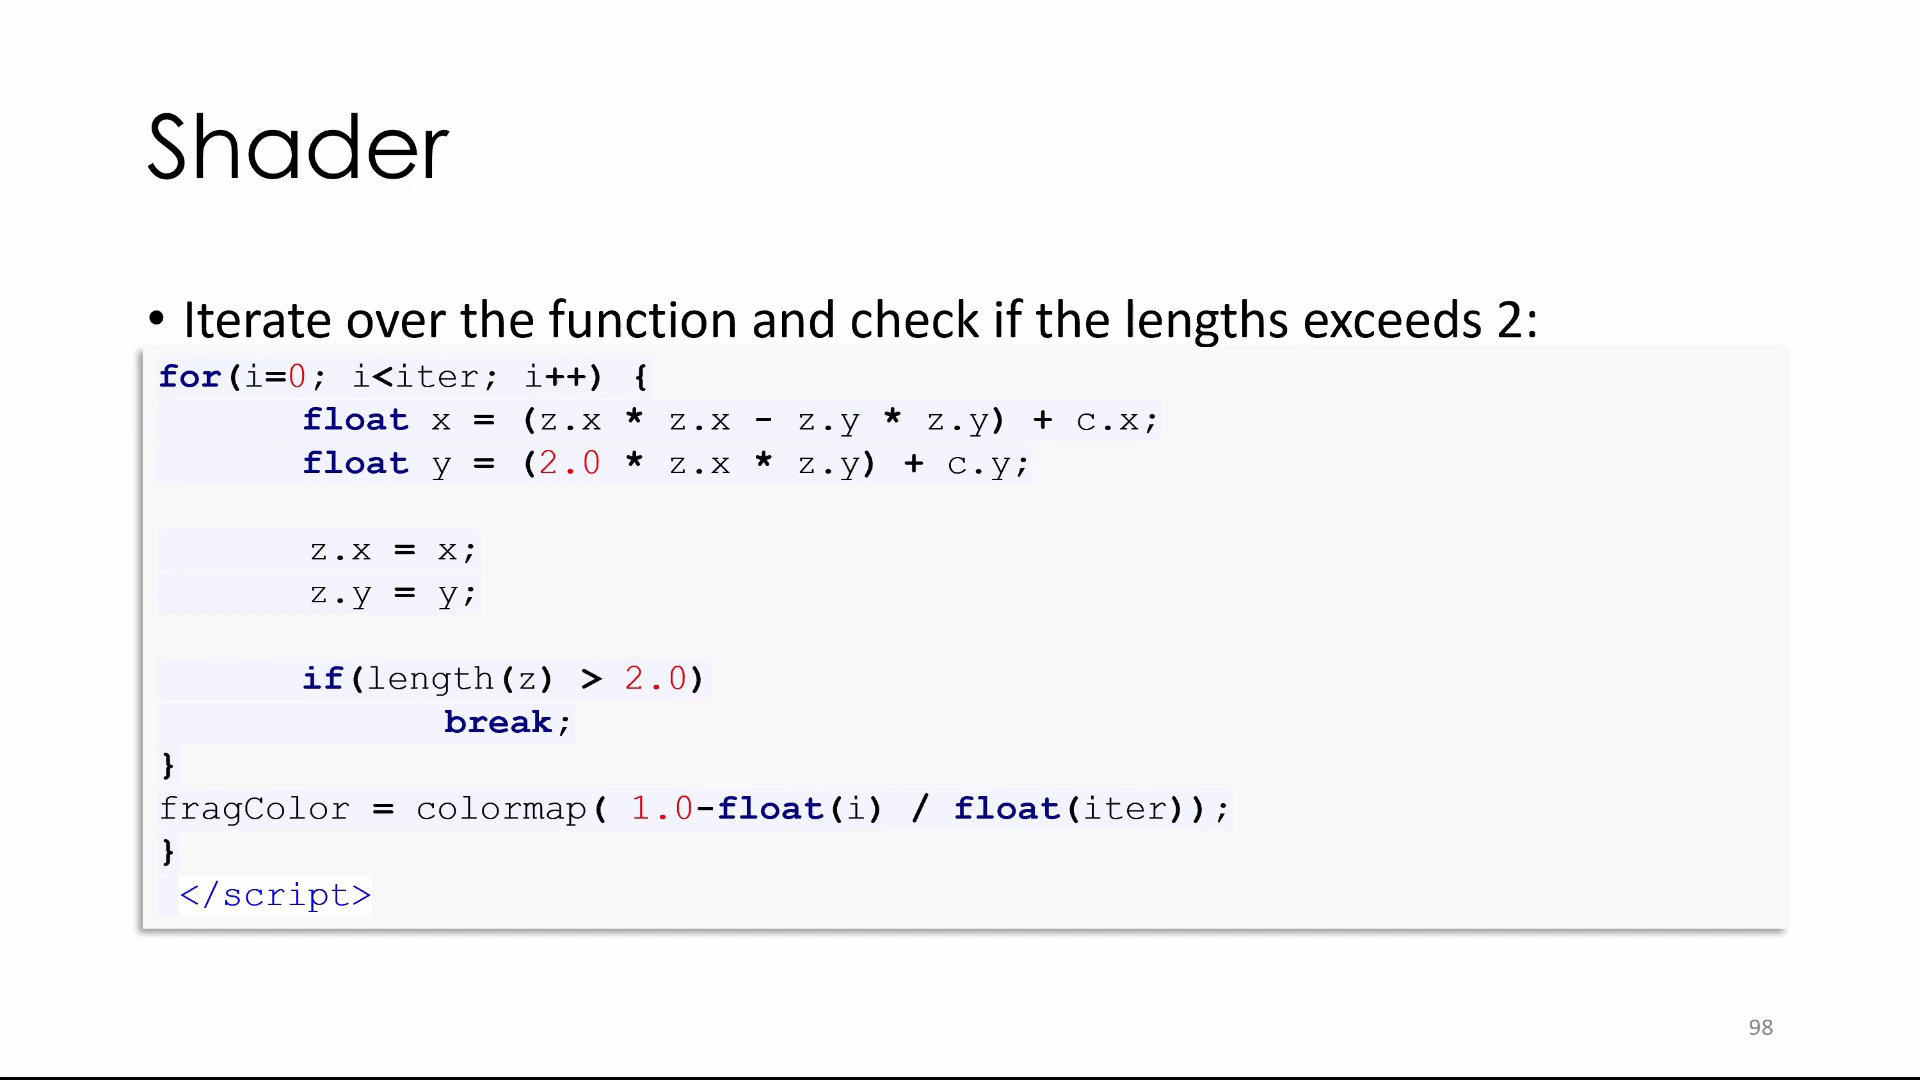 Shader
• Iterate over the function and check if the lengths exceeds 2:
for(i=0; i<iter; i++) {
float x = (z.x * z.x - z.y * z.y) + c.x;
float y = (2.0 * z.x * z.y) + c.y;
z.x = x;
z.y = y;
if(length(z) > 2.0)
break;
}
fragColor = colormap( 1.0-float(i) / float(iter));
}
</script>
98